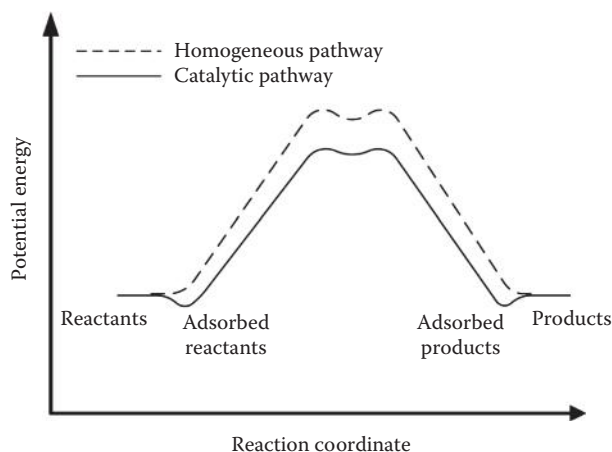 Homogeneous pathway
Catalytic pathway
Potential energy
Reactants
Adsorbed
reactants
Adsorbed
products
Products
Reaction coordinate